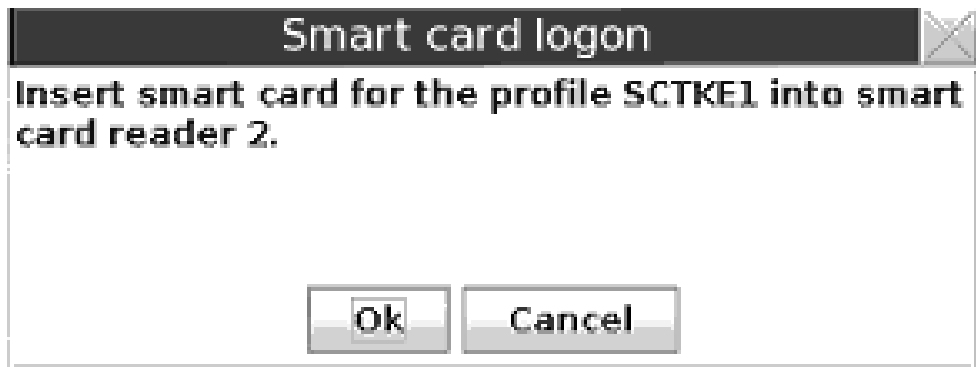 Smart card logon
Insert smart card for the profile SCTKE1 into smart
card reader 2.
Ok
Cancel